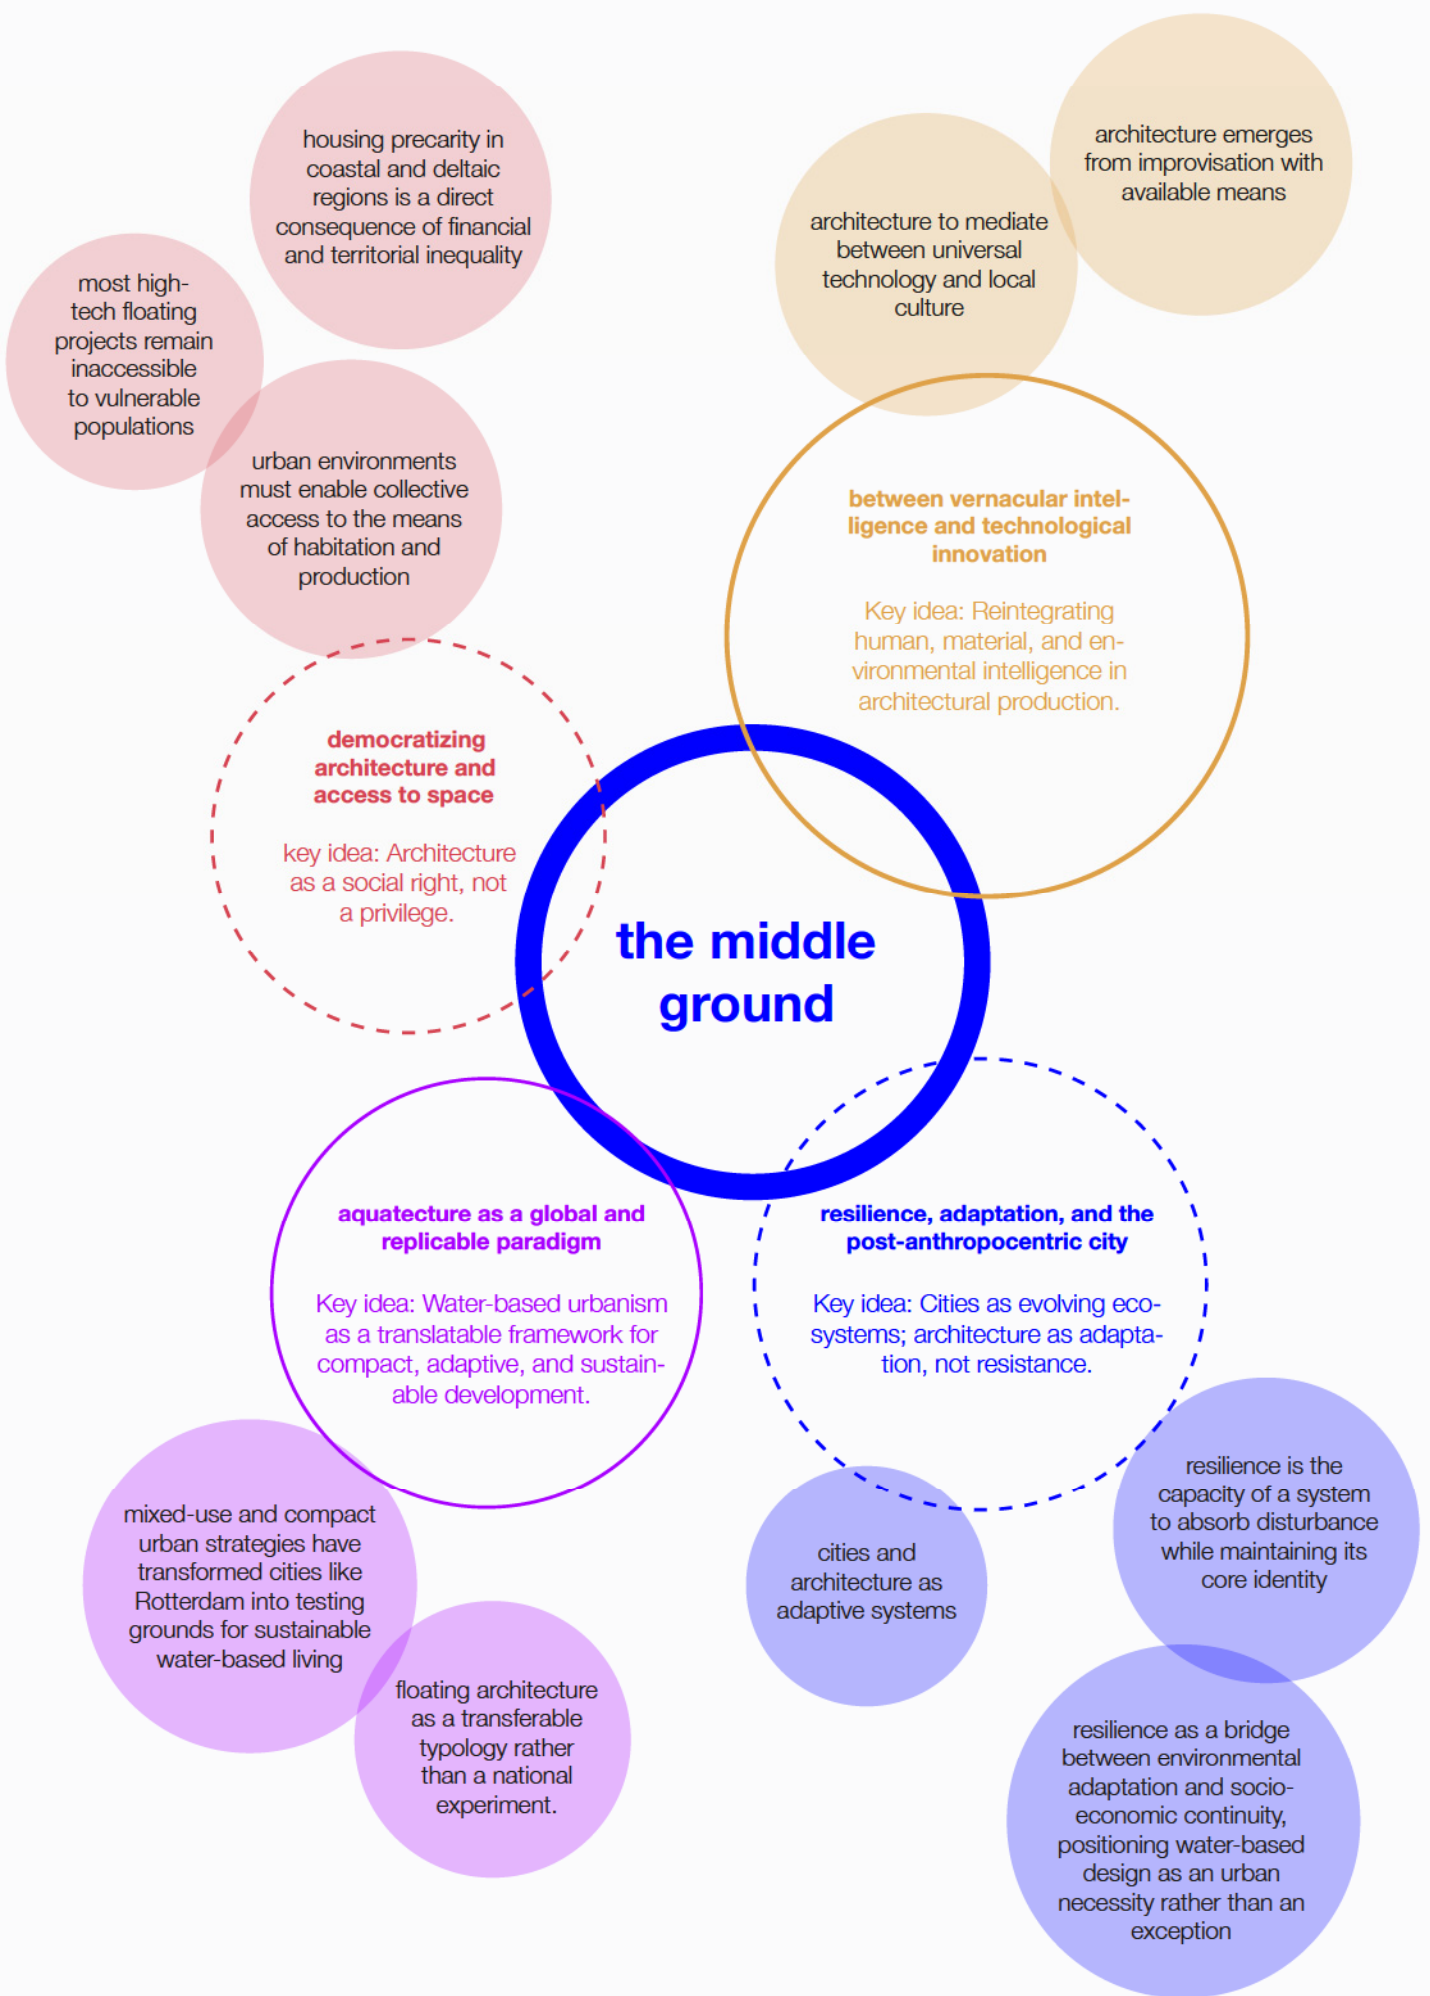 housing precarity in
coastal and deltaic
regions is a direct
consequence of financial
and territorial inequality
most high-
tech floating
projects remain
inaccessible
to vulnerable
populations
urban environments
must enable collective
access to the means
of habitation and
production
democratizing
architecture and
access to space
key idea: Architecture
as a social right, not
a privilege.
architecture emerges
from improvisation with
available means
architecture to mediate
between universal
technology and local
culture
between vernacular intel-
ligence and technological
innovation
Key idea: Reintegrating
human, material, and en-
vironmental intelligence in
architectural production.
the middle
ground
aquatecture as a global and
replicable paradigm
Key idea: Water-based urbanism
as a translatable framework for
compact, adaptive, and sustain-
able development.
mixed-use and compact
urban strategies have
transformed cities like
Rotterdam into testing
grounds for sustainable
water-based living
floating architecture
as a transferable
typology rather
than a national
experiment.
resilience, adaptation, and the
post-anthropocentric city
Key idea: Cities as evolving eco-
systems; architecture as adapta-
tion, not resistance.
cities and
architecture as
adaptive systems
resilience is the
capacity of a system
to absorb disturbance
while maintaining its
core identity
resilience as a bridge
between environmental
adaptation and socio-
economic continuity,
positioning water-based
design as an urban
necessity rather than an
exception